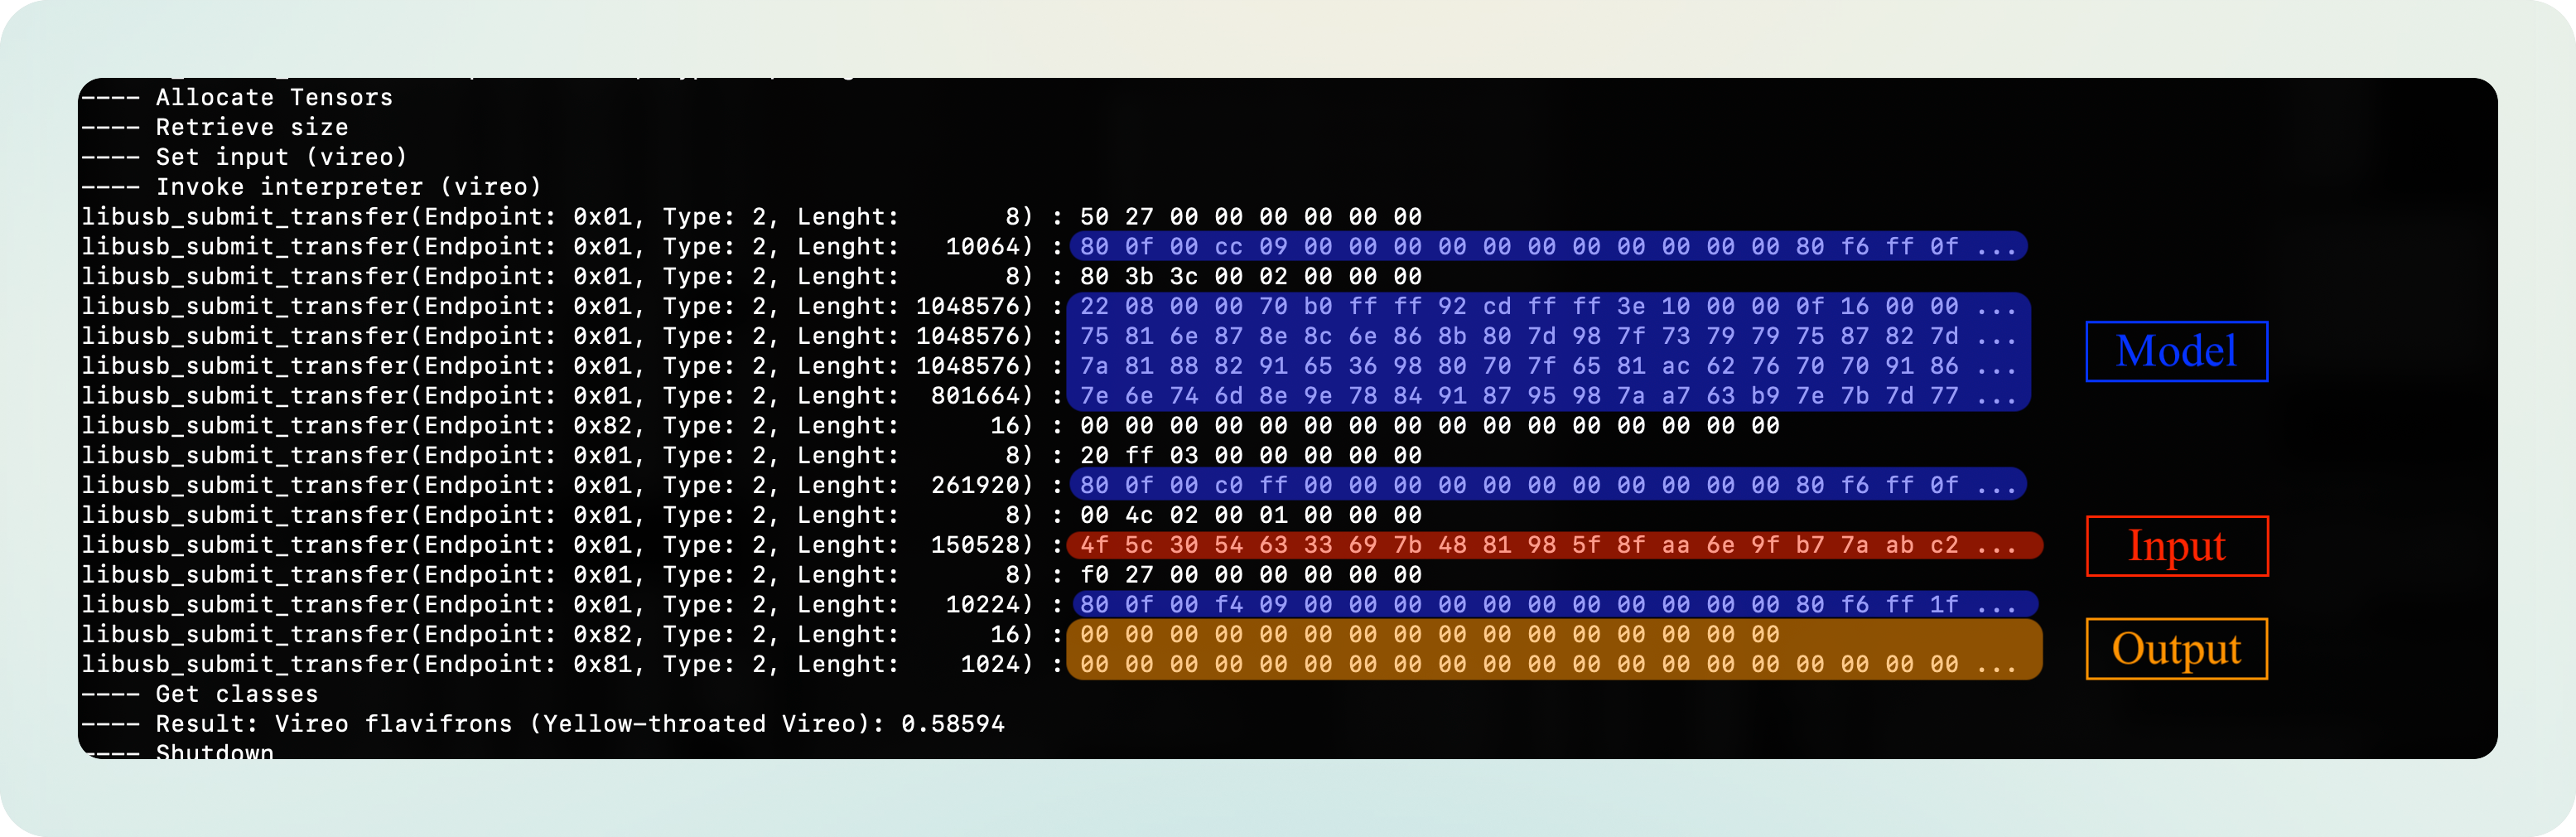 ---- Allocate Tensors
---- Retrieve size
---- Set input (vireo)
---- Invoke interpreter (vireo)
libusb_submit_transfer(Endpoint: 0x01, Type: 2, Lenght:       8) : 50 27 00 00 00 00 00 00
libusb_submit_transfer(Endpoint: 0x01, Type: 2, Lenght:   10064) : 80 0f 00 cc 09 00 00 00 00 00 00 00 00 00 00 00 80 f6 ff 0f ...
libusb_submit_transfer(Endpoint: 0x01, Type: 2, Lenght:       8) : 80 3b 3c 00 02 00 00 00
libusb_submit_transfer(Endpoint: 0x01, Type: 2, Lenght: 1048576) : 22 08 00 00 70 b0 ff ff 92 cd ff ff 3e 10 00 00 0f 16 00 00 ...
libusb_submit_transfer(Endpoint: 0x01, Type: 2, Lenght: 1048576) : 75 81 6e 87 8e 8c 6e 86 8b 80 7d 98 7f 73 79 79 75 87 82 7d ...
Model
libusb_submit_transfer(Endpoint: 0x01, Type: 2, Lenght: 1048576) : 7a 81 88 82 91 65 36 98 80 70 7f 65 81 ac 62 76 70 70 91 86 ...
libusb_submit_transfer(Endpoint: 0x01, Type: 2, Lenght:  801664) : 7e 6e 74 6d 8e 9e 78 84 91 87 95 98 7a a7 63 b9 7e 7b 7d 77 ...
libusb_submit_transfer(Endpoint: 0x82, Type: 2, Lenght:      16) : 00 00 00 00 00 00 00 00 00 00 00 00 00 00 00 00
libusb_submit_transfer(Endpoint: 0x01, Type: 2, Lenght:       8) : 20 ff 03 00 00 00 00 00
libusb_submit_transfer(Endpoint: 0x01, Type: 2, Lenght:  261920) : 80 0f 00 c0 ff 00 00 00 00 00 00 00 00 00 00 00 80 f6 ff 0f ...
libusb_submit_transfer(Endpoint: 0x01, Type: 2, Lenght:       8) : 00 4c 02 00 01 00 00 00
libusb_submit_transfer(Endpoint: 0x01, Type: 2, Lenght:  150528) : 4f 5c 30 54 63 33 69 7b 48 81 98 5f 8f aa 6e 9f b7 7a ab c2 ...
Input
libusb_submit_transfer(Endpoint: 0x01, Type: 2, Lenght:       8) : f0 27 00 00 00 00 00 00
libusb_submit_transfer(Endpoint: 0x01, Type: 2, Lenght:   10224) : 80 0f 00 f4 09 00 00 00 00 00 00 00 00 00 00 00 80 f6 ff 1f ...
libusb_submit_transfer(Endpoint: 0x82, Type: 2, Lenght:      16) : 00 00 00 00 00 00 00 00 00 00 00 00 00 00 00 00
Output
libusb_submit_transfer(Endpoint: 0x81, Type: 2, Lenght:    1024) : 00 00 00 00 00 00 00 00 00 00 00 00 00 00 00 00 00 00 00 00 ...
---- Get classes
---- Result: Vireo flavifrons (Yellow-throated Vireo): 0.58594
---- Shutdown